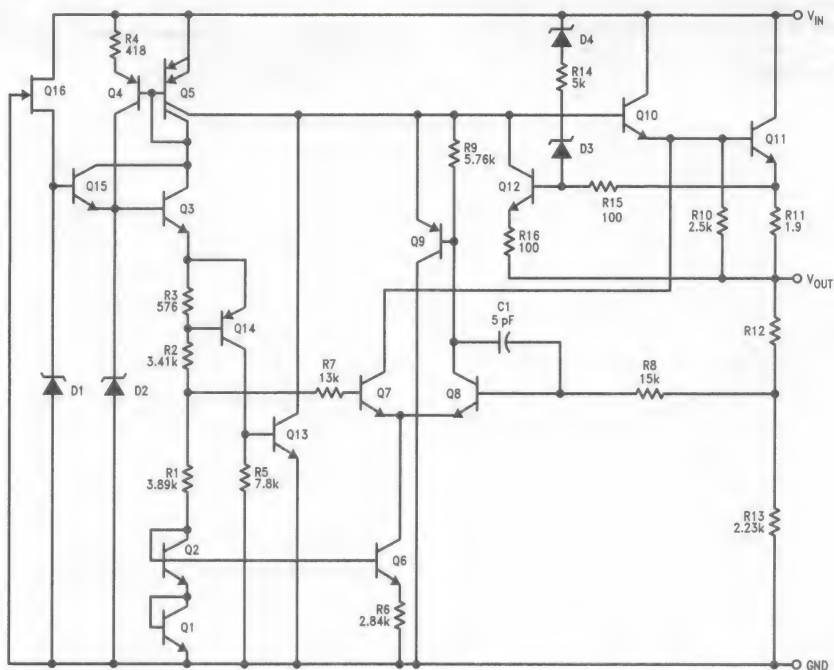 R4
418
D4
V_IN
Q16
Q4
Q5
R14
5k
Q10
Q11
R9
5.76k
D3
Q15
Q12
Q3
R15
100
R10
2.5k
R11
1.9
Q9
R16
100
R3
576
Q14
C1
5 pF
V_OUT
R12
R2
3.41k
D1
D2
R7
13k
Q7
Q8
R8
15k
Q13
R1
3.89k
R5
7.8k
R13
2.23k
Q2
Q6
R6
2.84k
Q1
GND